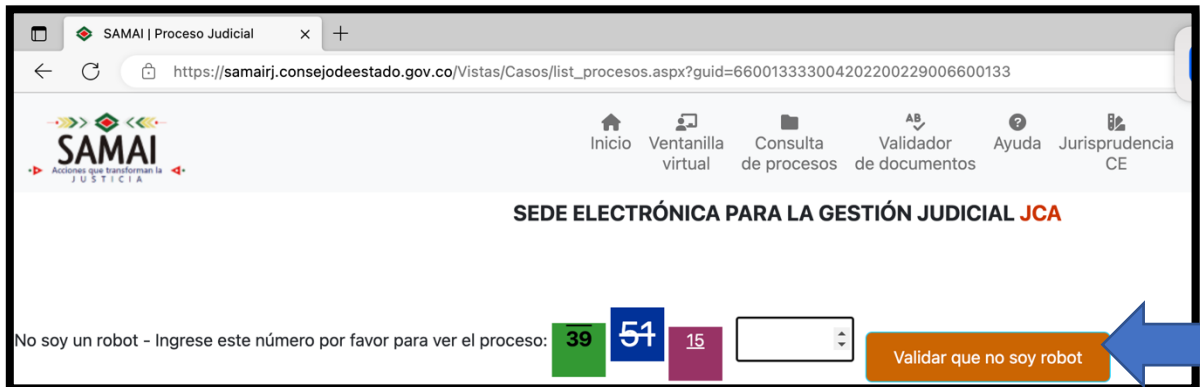 SAMAI | Proceso Judicial
https://samairj.consejodeestado.gov.co/Vistas/Casos/list_procesos.aspx?guid=660013333004202200229006600133
SAMAI
Acciones que transforman la
JUSTICIA
Inicio
Ventanilla
virtual
Consulta
de procesos
Validador
de documentos
Ayuda
Jurisprudencia
CE
SEDE ELECTRÓNICA PARA LA GESTIÓN JUDICIAL JCA
No soy un robot - Ingrese este número por favor para ver el proceso: 39 51 15
Validar que no soy robot